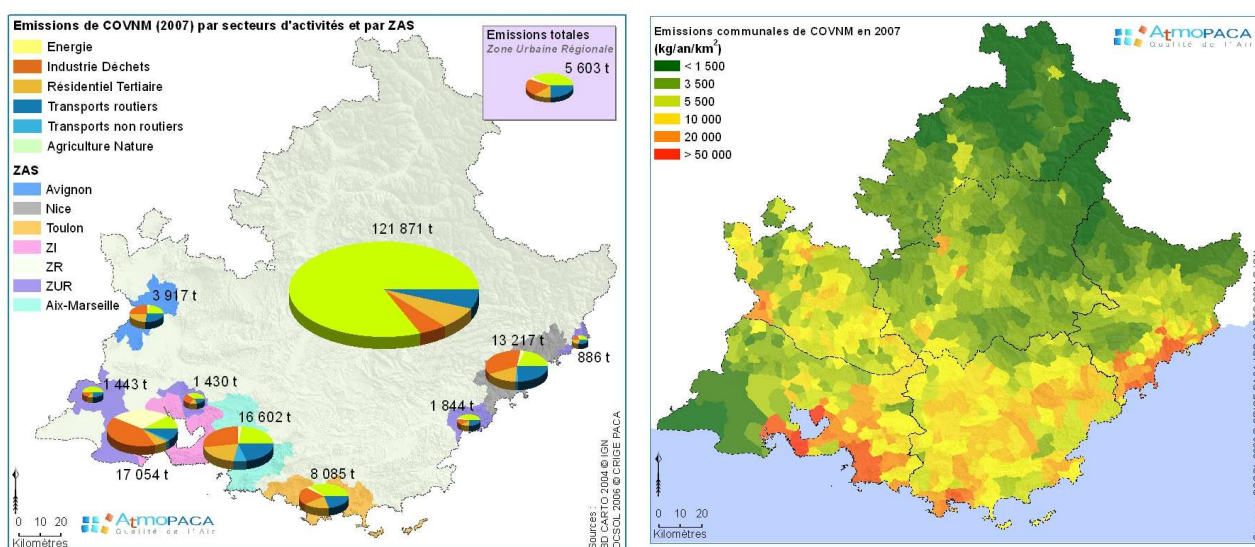 Emissions de COVNM (2007) par secteurs d'activités et par ZAS
Energie
Industrie Déchets
Résidentiel Tertiaire
Transports routiers
Transports non routiers
Agriculture Nature
ZAS
Avignon
Nice
Toulon
ZI
ZR
ZUR
Aix-Marseille
Emissions totales
Zone Urbaine Régionale
5 603 t
121 871 t
3 917 t
13 217 t
886 t
1 443 t
1 430 t
1 844 t
16 602 t
17 054 t
8 085 t
0 10 20
Kilomètres
AtmoPACA
Qualité de l'Air
Sources :
BD CARTO 2004 © IGN
OCSOL 2006 © CRIGE PACA
Emissions communales de COVNM en 2007
(kg/an/km²)
< 1 500
3 500
5 500
10 000
20 000
> 50 000
AtmoPACA
Qualité de l'Air
0 10 20
Kilomètres